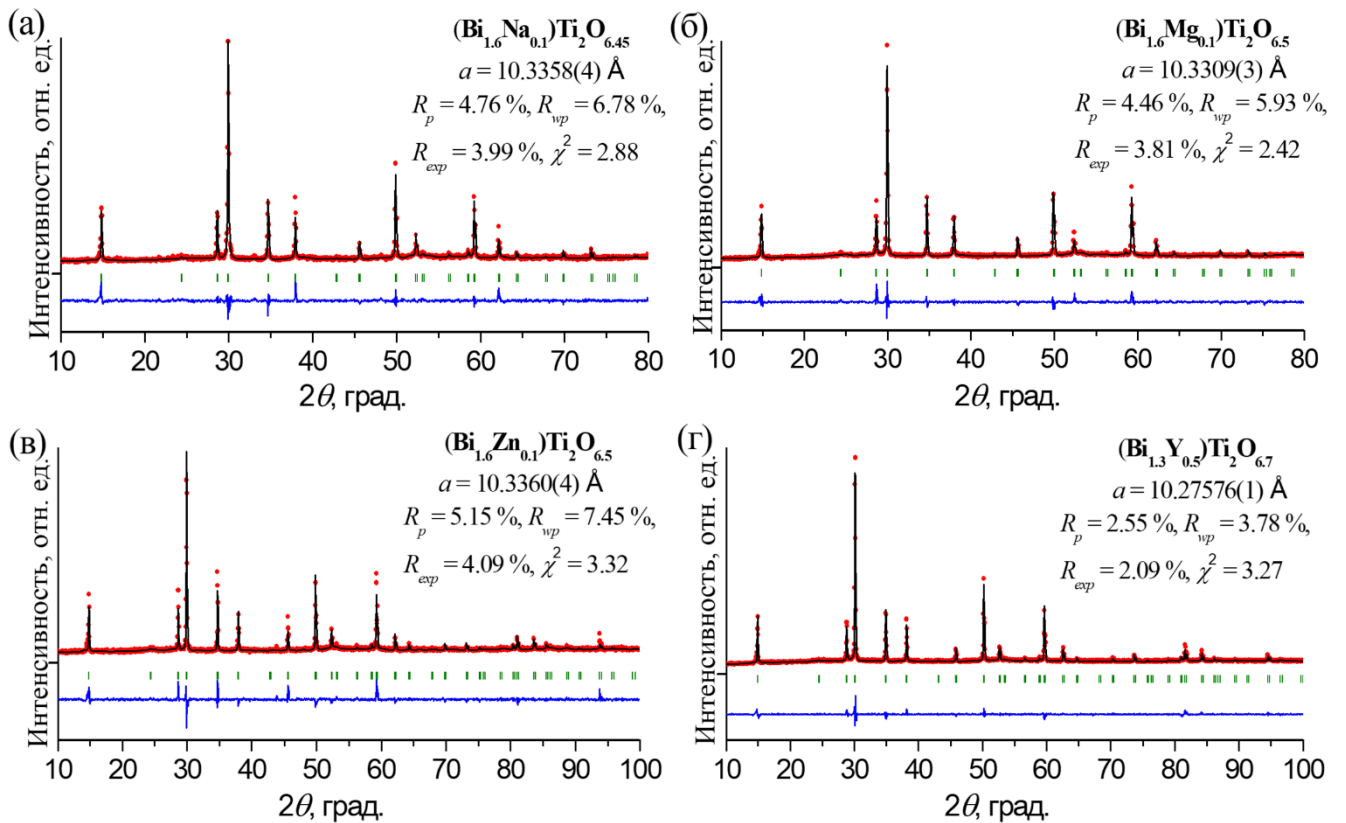 (а)
(Bi1.6Na0.1)Ti2O6.45
a = 10.3358(4) Å
Rp = 4.76 %, Rwp = 6.78 %,
Rexp = 3.99 %, χ2 = 2.88
Интенсивность, отн. ед.
10 20 30 40 50 60 70 80
2θ, град.
(б)
(Bi1.6Mg0.1)Ti2O6.5
a = 10.3309(3) Å
Rp = 4.46 %, Rwp = 5.93 %,
Rexp = 3.81 %, χ2 = 2.42
Интенсивность, отн. ед.
10 20 30 40 50 60 70 80
2θ, град.
(в)
(Bi1.6Zn0.1)Ti2O6.5
a = 10.3360(4) Å
Rp = 5.15 %, Rwp = 7.45 %,
Rexp = 4.09 %, χ2 = 3.32
Интенсивность, отн. ед.
10 20 30 40 50 60 70 80 90 100
2θ, град.
(г)
(Bi1.3Y0.5)Ti2O6.7
a = 10.27576(1) Å
Rp = 2.55 %, Rwp = 3.78 %,
Rexp = 2.09 %, χ2 = 3.27
Интенсивность, отн. ед.
10 20 30 40 50 60 70 80 90 100
2θ, град.